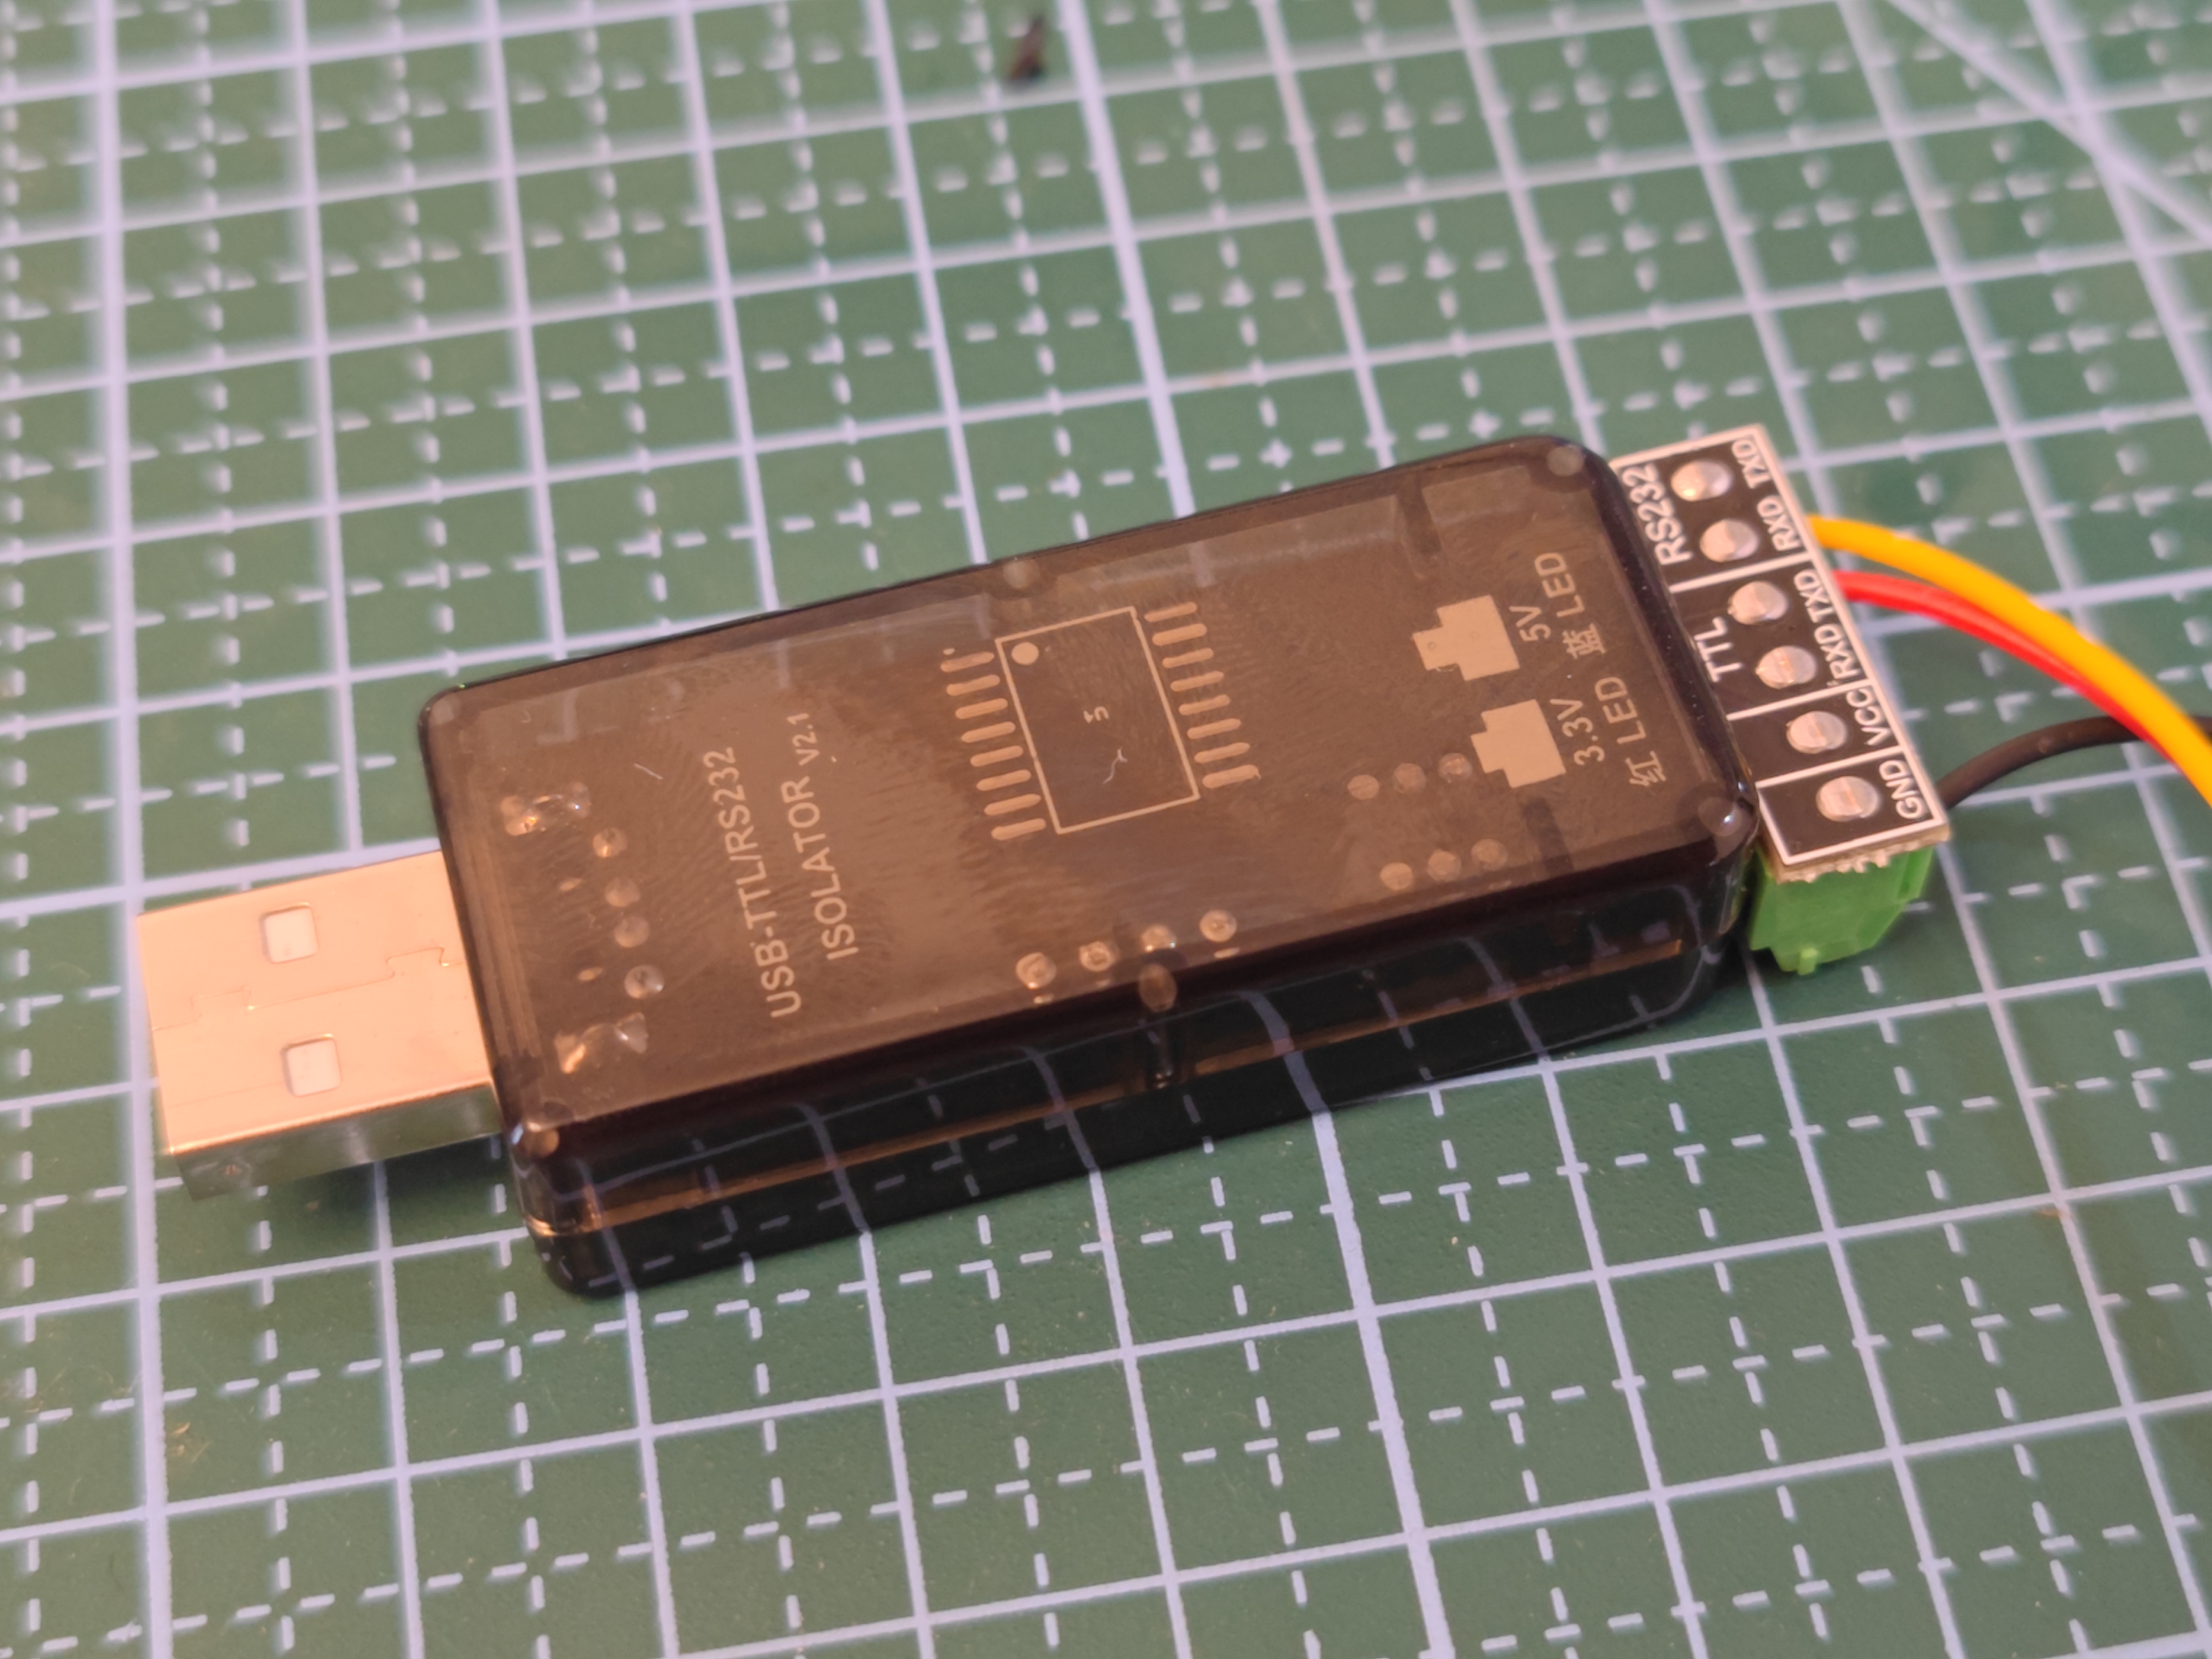 USB-TTL/RS232
ISOLATOR V2.1
5V
蓝 LED
3.3V
红 LED
RS232
TXD
RXD
TTL
TXD
RXD
VCC
GND